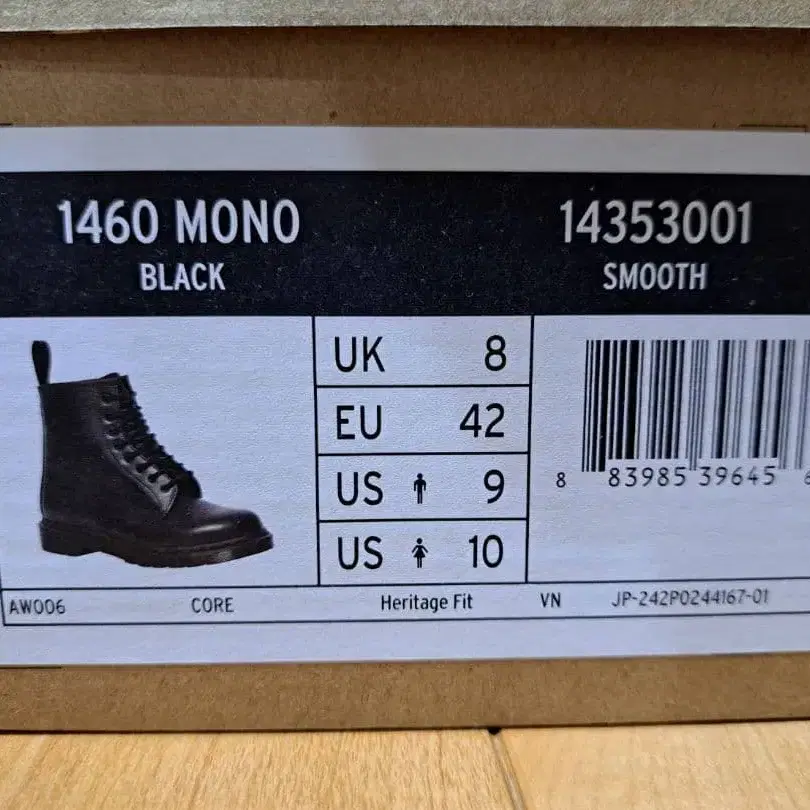 1460 MONO
BLACK
14353001
SMOOTH
UK 8
EU 42
US 9
US 10
8 83985 39645
AW006 CORE Heritage Fit VN JP-242P0244167-01